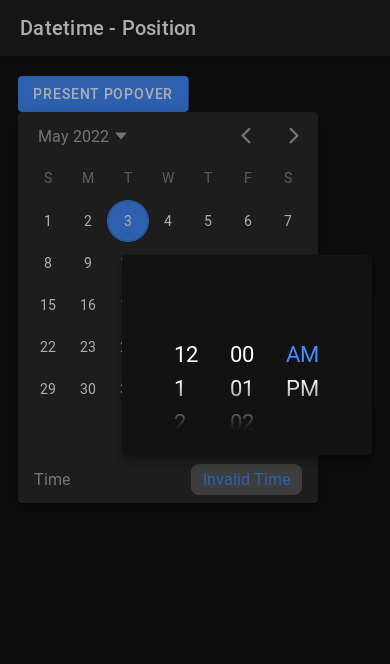 Datetime - Position
PRESENT POPOVER
May 2022
S M T W T F S
1 2 3 4 5 6 7
8 9
15 16
22 23
29 30
12 00 AM
1 01 PM
2 02
Time Invalid Time